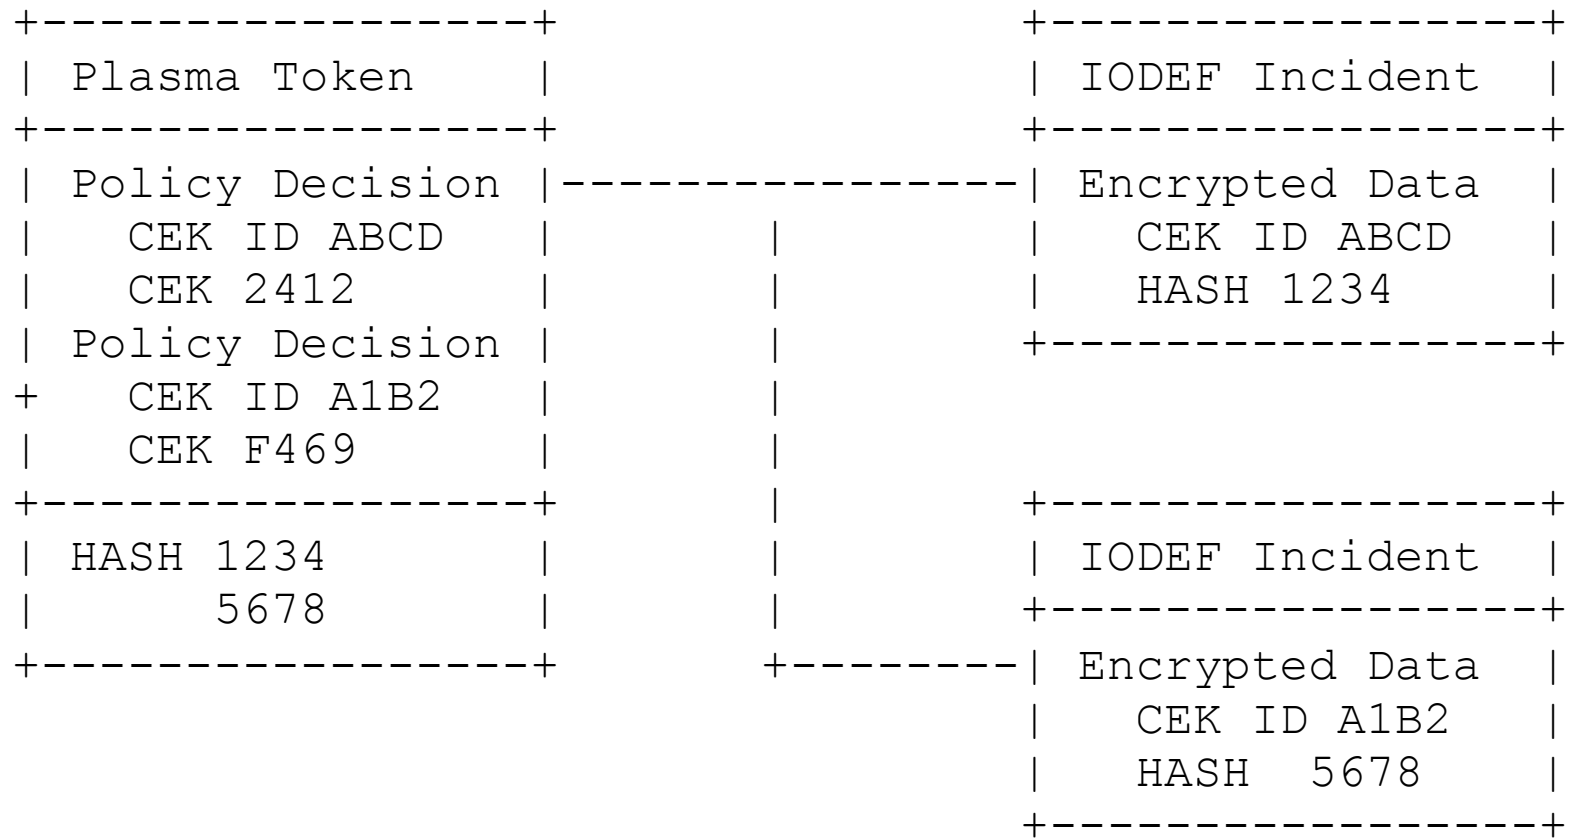 +-----------------+                +-----------------+
| Plasma Token    |                | IODEF Incident  |
+-----------------+                +-----------------+
| Policy Decision |----------------| Encrypted Data  |
|   CEK ID ABCD   |       |        |   CEK ID ABCD   |
|   CEK 2412      |       |        |   HASH 1234     |
| Policy Decision |       |        +-----------------+
+   CEK ID A1B2   |       |
|   CEK F469      |       |
+-----------------+       |        +-----------------+
| HASH 1234       |       |        | IODEF Incident  |
|      5678       |       |        +-----------------+
+-----------------+       +--------| Encrypted Data  |
                                   |   CEK ID A1B2   |
                                   |   HASH  5678    |
                                   +-----------------+